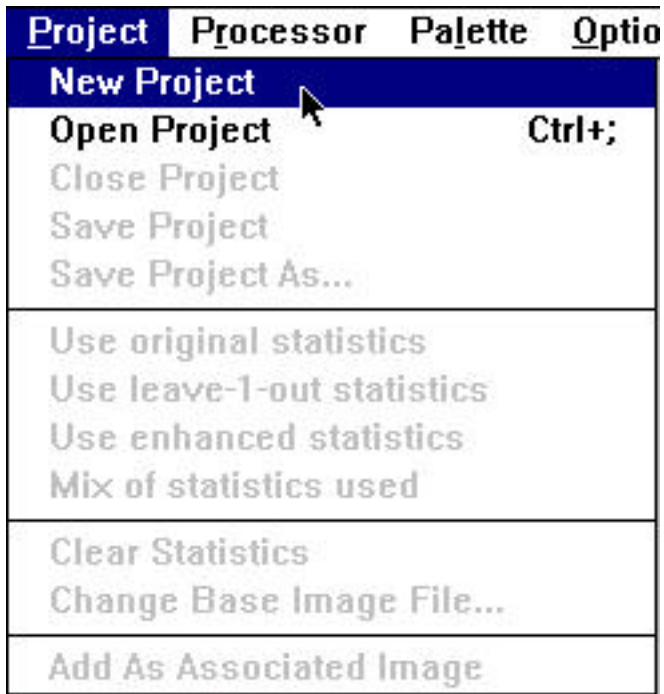 Project Processor Palette Optio
New Project
Open Project Ctrl+;
Close Project
Save Project
Save Project As...
Use original statistics
Use leave-1-out statistics
Use enhanced statistics
Mix of statistics used
Clear Statistics
Change Base Image File...
Add As Associated Image